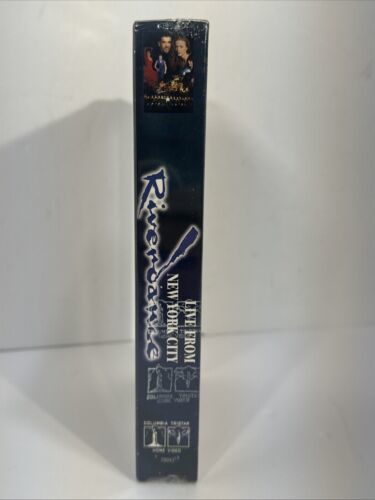 Riverdance
LIVE FROM
NEW YORK CITY
COLUMBIA TRISTAR
HOME VIDEO